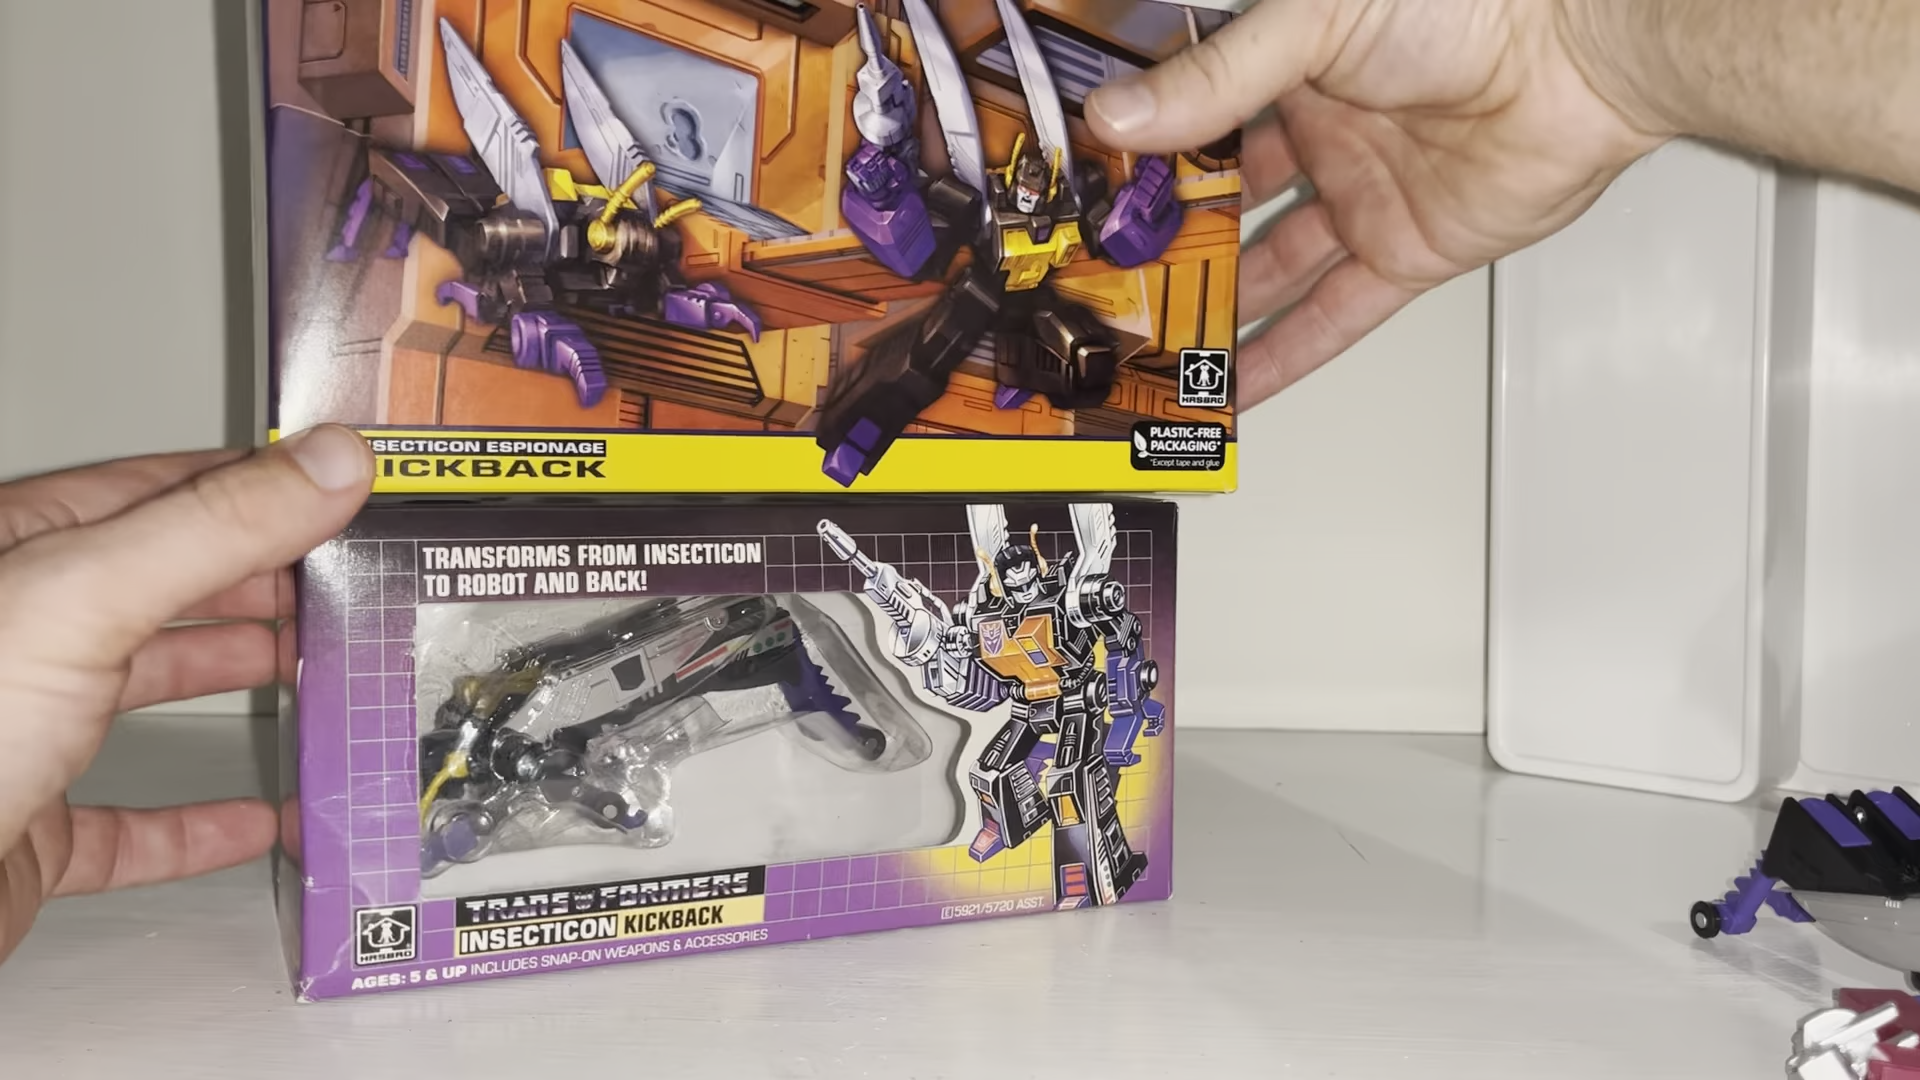 HASBRO
NSECTICON ESPIONAGE
KICKBACK
PLASTIC-FREE
PACKAGING*
*Except tape and glue
TRANSFORMS FROM INSECTICON
TO ROBOT AND BACK!
TRANSFORMERS
INSECTICON KICKBACK
[E]5921/5720 ASST.
HASBRO
AGES: 5 & UP INCLUDES SNAP-ON WEAPONS & ACCESSORIES